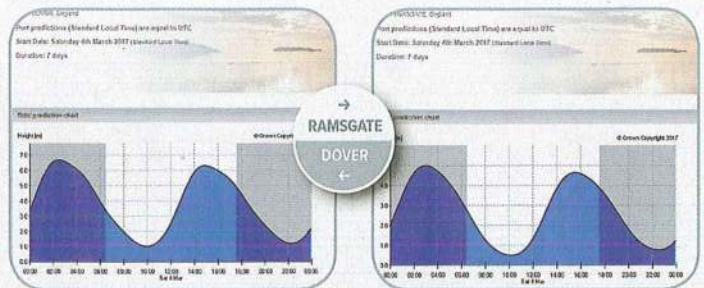 DOVER, England
Port predictions (Standard Local Time) are equal to UTC
Start Date: Saturday 4th March 2017 (Standard Local Time)
Duration: 7 days
Tidal prediction chart
Height(m)
© Crown Copyright
7.0
6.0
5.0
4.0
3.0
2.0
1.0
0.0
00:00 02:00 04:00 06:00 08:00 10:00 12:00 14:00 16:00 18:00 20:00 22:00 00:00
Sat 4 Mar
→
RAMSGATE
DOVER
←
RAMSGATE, England
Port predictions (Standard Local Time) are equal to UTC
Start Date: Saturday 4th March 2017 (Standard Local Time)
Duration: 7 days
prediction chart
© Crown Copyright 2017
4.0
3.0
2.0
1.0
0.0
00:00 02:00 04:00 06:00 08:00 10:00 12:00 14:00 16:00 18:00 20:00 22:00 00:00
Sat 4 Mar